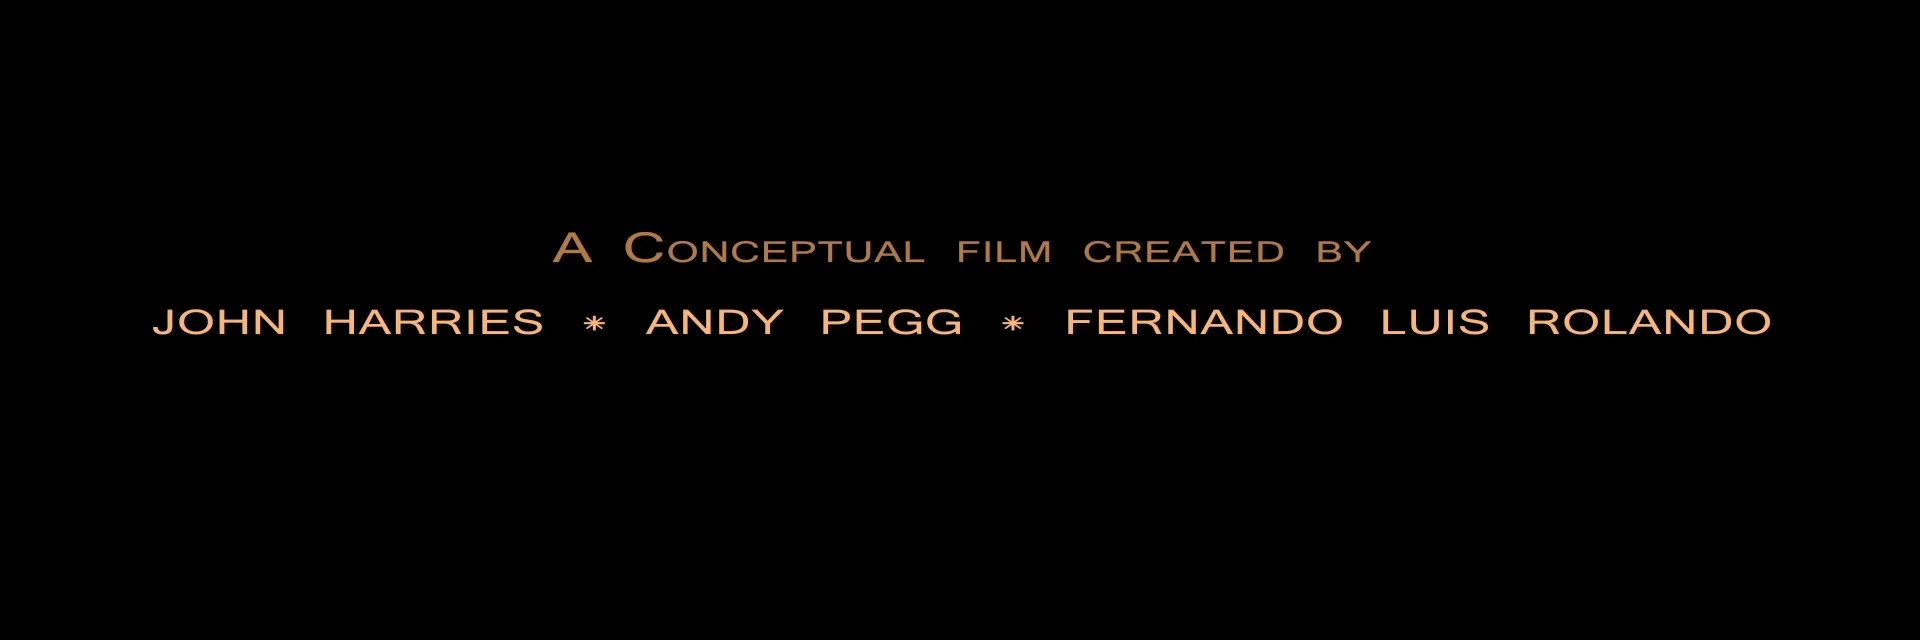 A Conceptual film created by
JOHN HARRIES * ANDY PEGG * FERNANDO LUIS ROLANDO